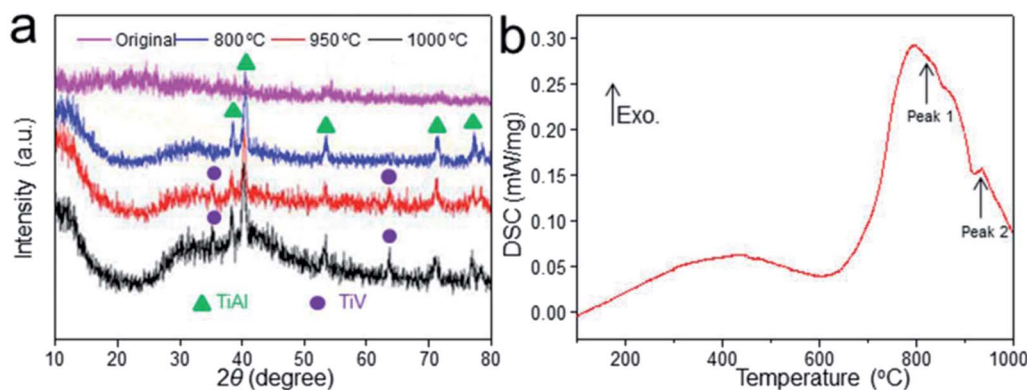 a
Original 800 ºC 950 ºC 1000 ºC
Intensity (a.u.)
TiAl TiV
10 20 30 40 50 60 70 80
2θ (degree)
b
0.30
0.25
0.20
0.15
0.10
0.05
0.00
DSC (mW/mg)
Exo.
Peak 1
Peak 2
200 400 600 800 1000
Temperature (ºC)